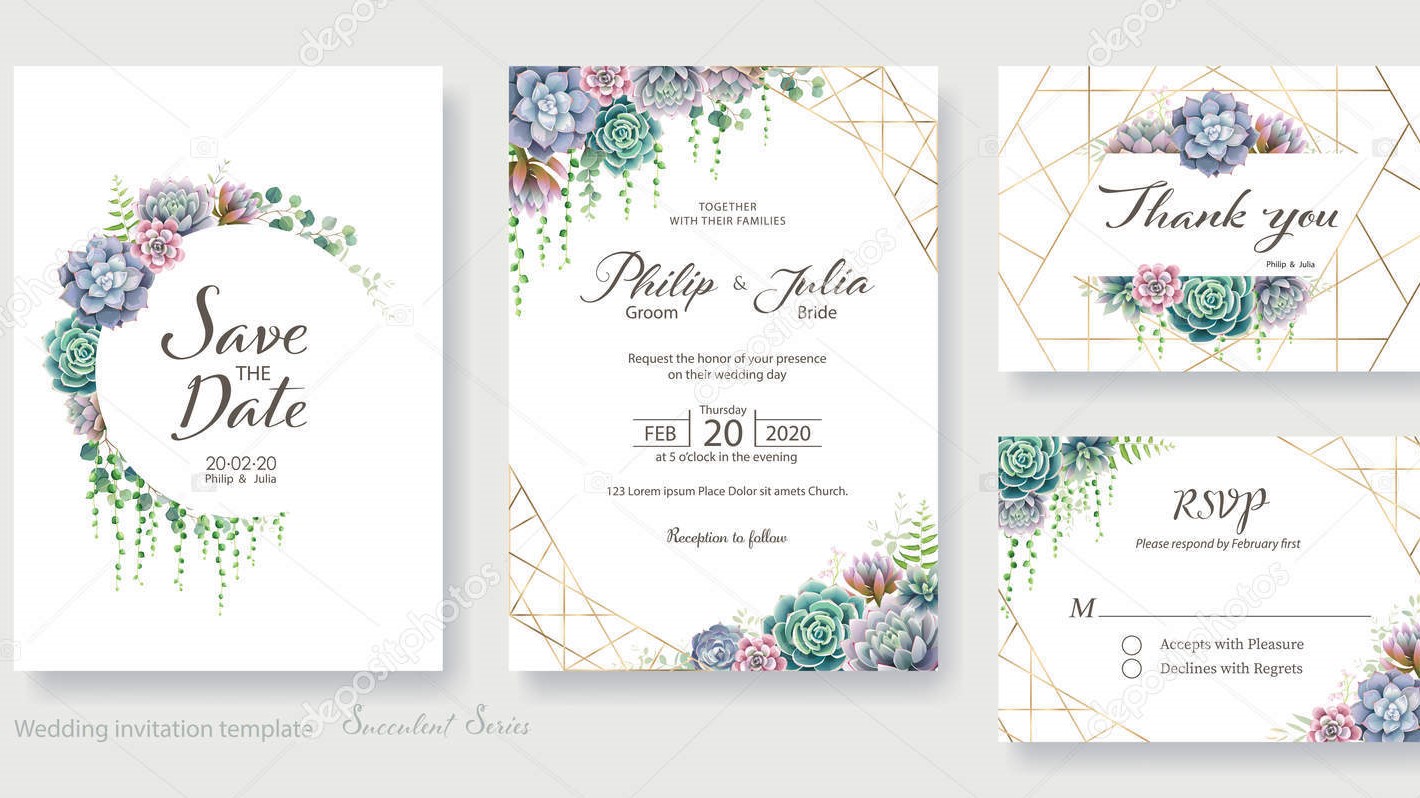 Save
THE
Date
20·02·20
Philip & Julia
TOGETHER
WITH THEIR FAMILIES
Philip & Julia
Groom Bride
Request the honor of your presence
on their wedding day
Thursday
FEB 20 2020
at 5 o'clock in the evening
123 Lorem ipsum Place Dolor sit amets Church.
Reception to follow
Thank you
Philip & Julia
RSVP
Please respond by February first
M
Accepts with Pleasure
Declines with Regrets
Wedding invitation template Succulent Series
depositphotos